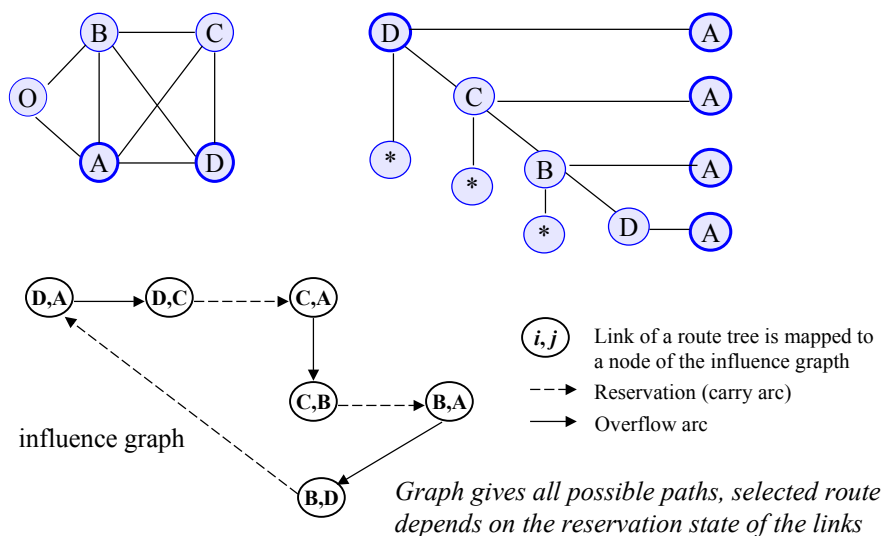 B C D A
O C A
A D * * B A
* D A
D,A D,C C,A
i, j Link of a route tree is mapped to
a node of the influence graph
Reservation (carry arc)
C,B B,A
Overflow arc
influence graph
B,D
Graph gives all possible paths, selected route
depends on the reservation state of the links